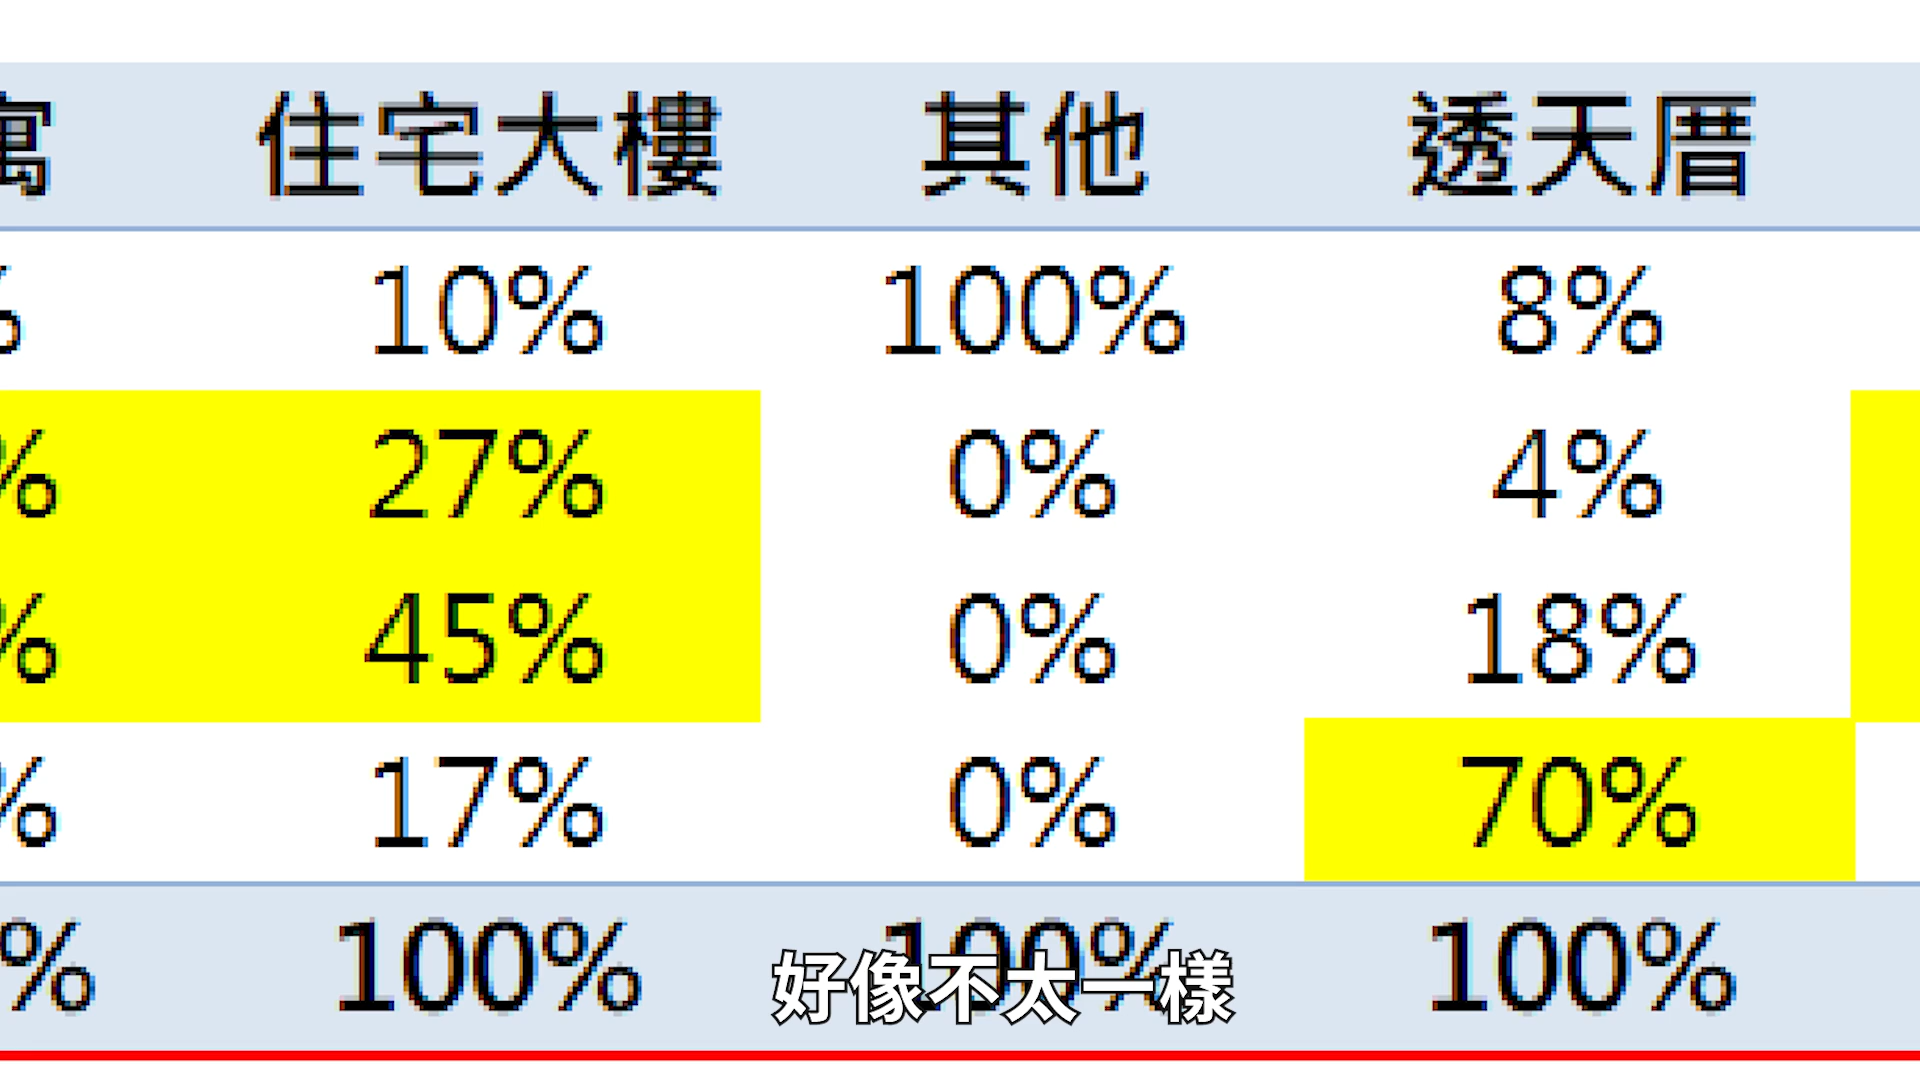 寓 住宅大樓 其他 透天厝
% 10% 100% 8%
% 27% 0% 4%
% 45% 0% 18%
% 17% 0% 70%
% 100% 100% 100%
好像不太一樣